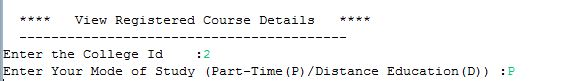 **** View Registered Course Details ****
-----------------------------------------
Enter the College Id :2
Enter Your Mode of Study (Part-Time(P)/Distance Education(D)) :P